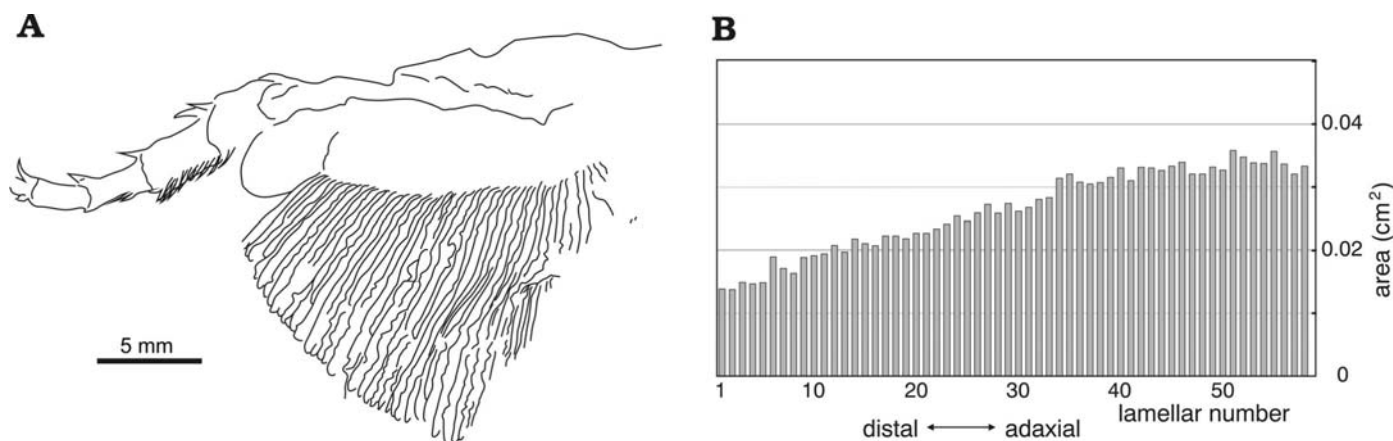 A
5 mm
B
0.04
0.02
0
area (cm²)
1 10 20 30 40 50
lamellar number
distal ⟷ adaxial